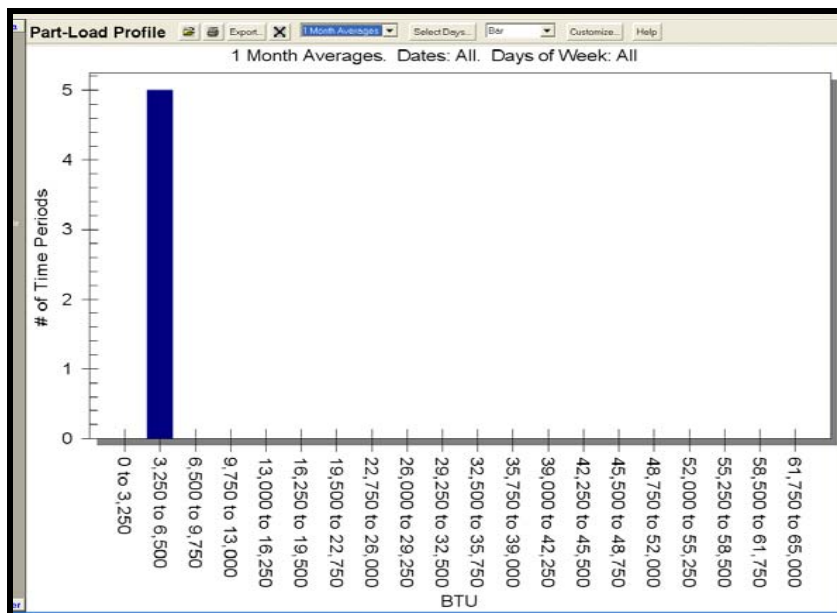 Part-Load Profile Export... 1 Month Averages Select Days... Bar Customize... Help
1 Month Averages. Dates: All. Days of Week: All
# of Time Periods
5
4
3
2
1
0
0 to 3,250
3,250 to 6,500
6,500 to 9,750
9,750 to 13,000
13,000 to 16,250
16,250 to 19,500
19,500 to 22,750
22,750 to 26,000
26,000 to 29,250
29,250 to 32,500
32,500 to 35,750
35,750 to 39,000
39,000 to 42,250
42,250 to 45,500
45,500 to 48,750
48,750 to 52,000
52,000 to 55,250
55,250 to 58,500
58,500 to 61,750
61,750 to 65,000
BTU